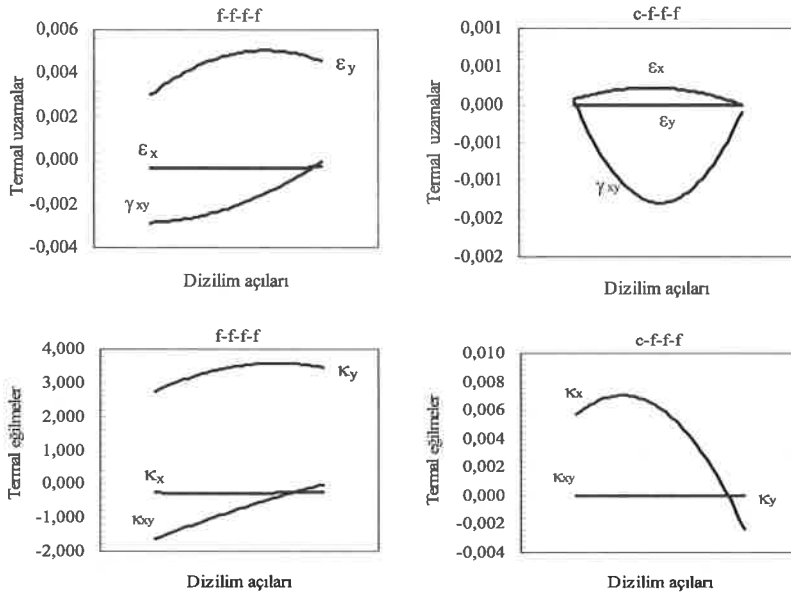 f-f-f-f
0,006
0,004
0,002
0,000
-0,002
-0,004
Termal uzamalar
εy
εx
γxy
Dizilim açıları
c-f-f-f
0,001
0,001
0,000
-0,001
-0,001
-0,002
-0,002
Termal uzamalar
εx
εy
γxy
Dizilim açıları
f-f-f-f
4,000
3,000
2,000
1,000
0,000
-1,000
-2,000
Termal eğilmeler
κy
κx
κxy
Dizilim açıları
c-f-f-f
0,010
0,008
0,006
0,004
0,002
0,000
-0,002
-0,004
Termal eğilmeler
κx
κxy
κy
Dizilim açıları